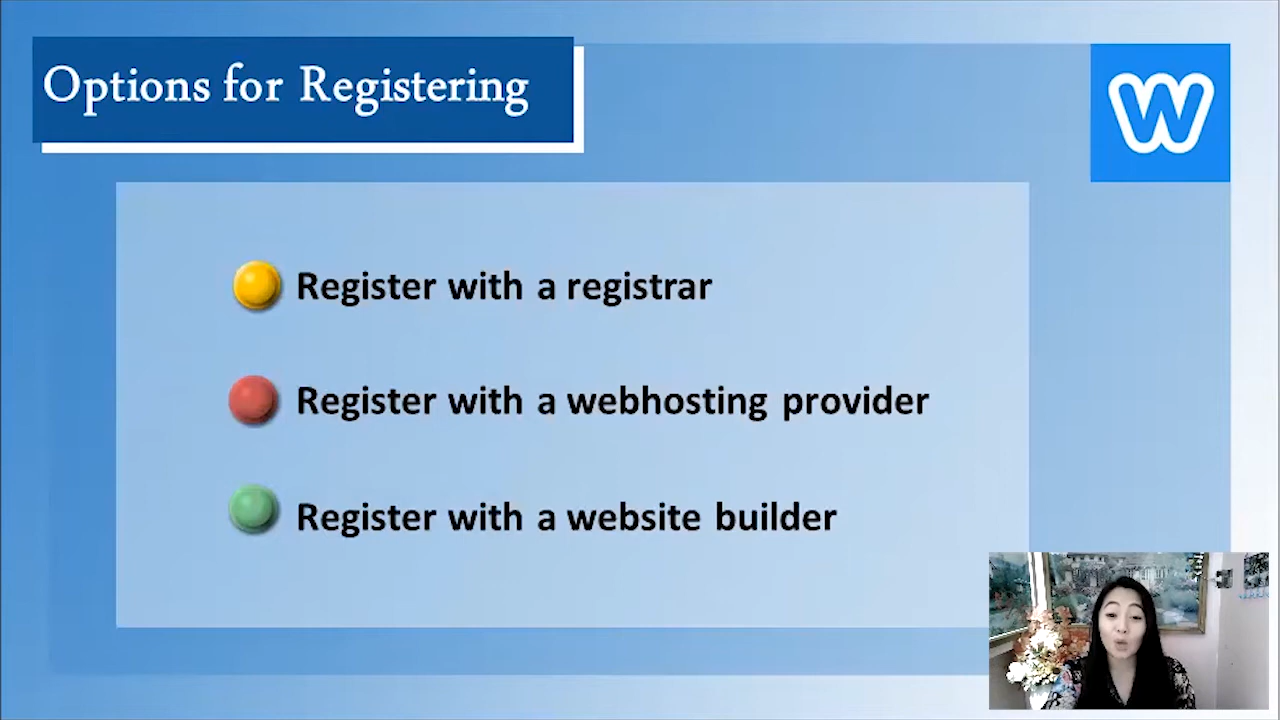 Options for Registering
W
Register with a registrar
Register with a webhosting provider
Register with a website builder